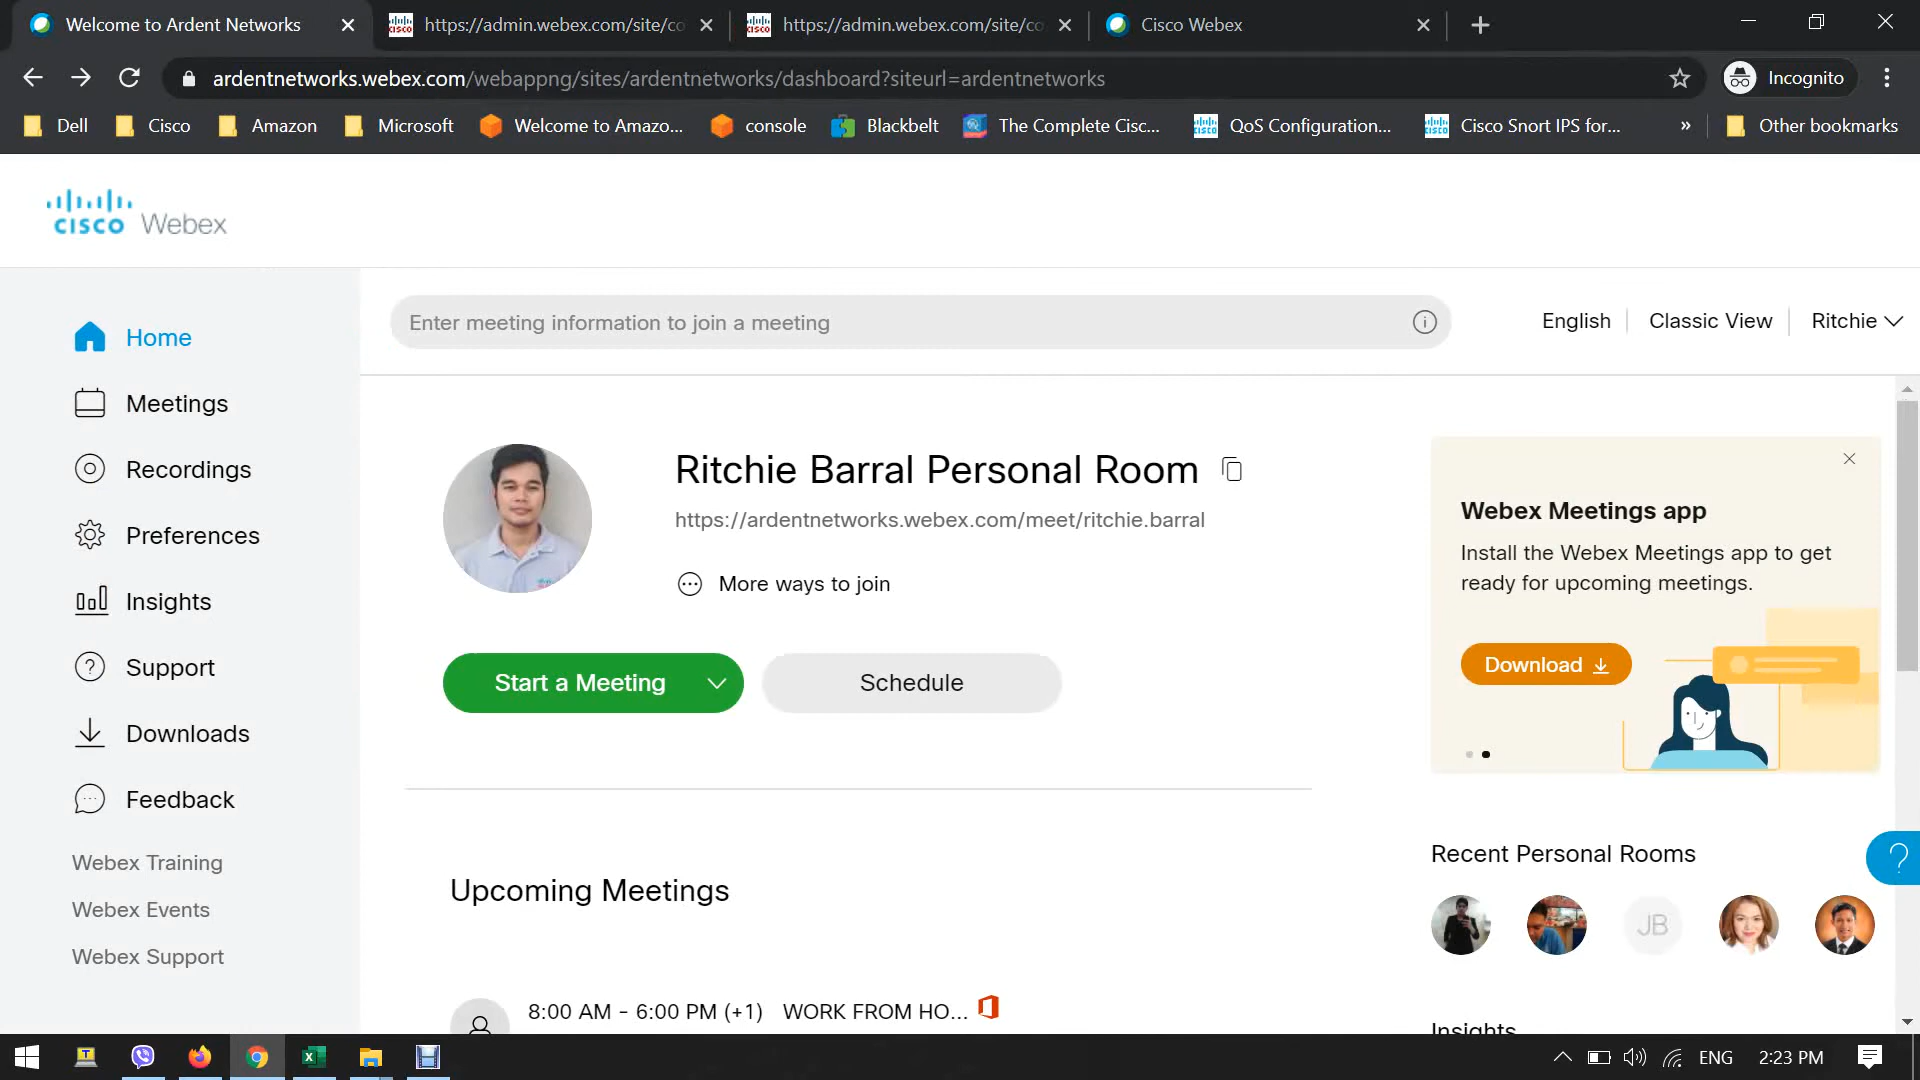 Welcome to Ardent Networks
https://admin.webex.com/site/co
https://admin.webex.com/site/co
Cisco Webex
ardentnetworks.webex.com/webappng/sites/ardentnetworks/dashboard?siteurl=ardentnetworks
Incognito
Dell
Cisco
Amazon
Microsoft
Welcome to Amazo...
console
Blackbelt
The Complete Cisc...
QoS Configuration...
Cisco Snort IPS for...
»
Other bookmarks
cisco Webex
Enter meeting information to join a meeting
English
Classic View
Ritchie
Home
Meetings
Recordings
Preferences
Insights
Support
Downloads
Feedback
Webex Training
Webex Events
Webex Support
Ritchie Barral Personal Room
https://ardentnetworks.webex.com/meet/ritchie.barral
More ways to join
Start a Meeting
Schedule
Upcoming Meetings
8:00 AM - 6:00 PM (+1) WORK FROM HO...
Webex Meetings app
Install the Webex Meetings app to get
ready for upcoming meetings.
Download
Recent Personal Rooms
JB
Insights
ENG
2:23 PM